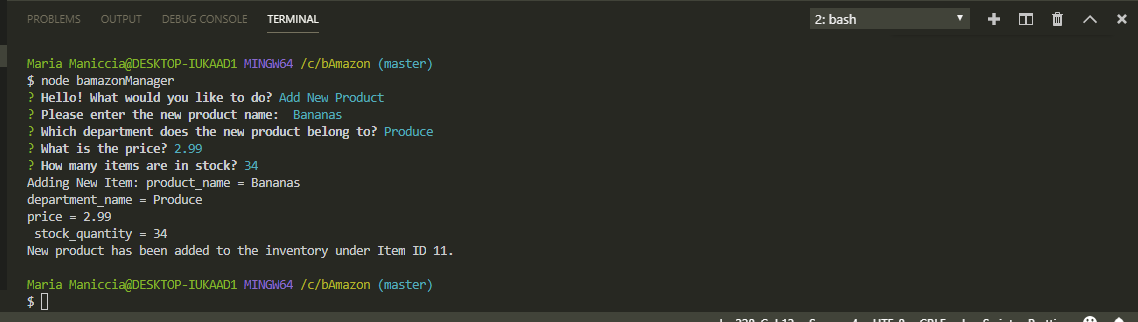 PROBLEMS OUTPUT DEBUG CONSOLE TERMINAL 2: bash
Maria Maniccia@DESKTOP-IUKAAD1 MINGW64 /c/bAmazon (master)
$ node bamazonManager
? Hello! What would you like to do? Add New Product
? Please enter the new product name:  Bananas
? Which department does the new product belong to? Produce
? What is the price? 2.99
? How many items are in stock? 34
Adding New Item: product_name = Bananas
department_name = Produce
price = 2.99
 stock_quantity = 34
New product has been added to the inventory under Item ID 11.
Maria Maniccia@DESKTOP-IUKAAD1 MINGW64 /c/bAmazon (master)
$